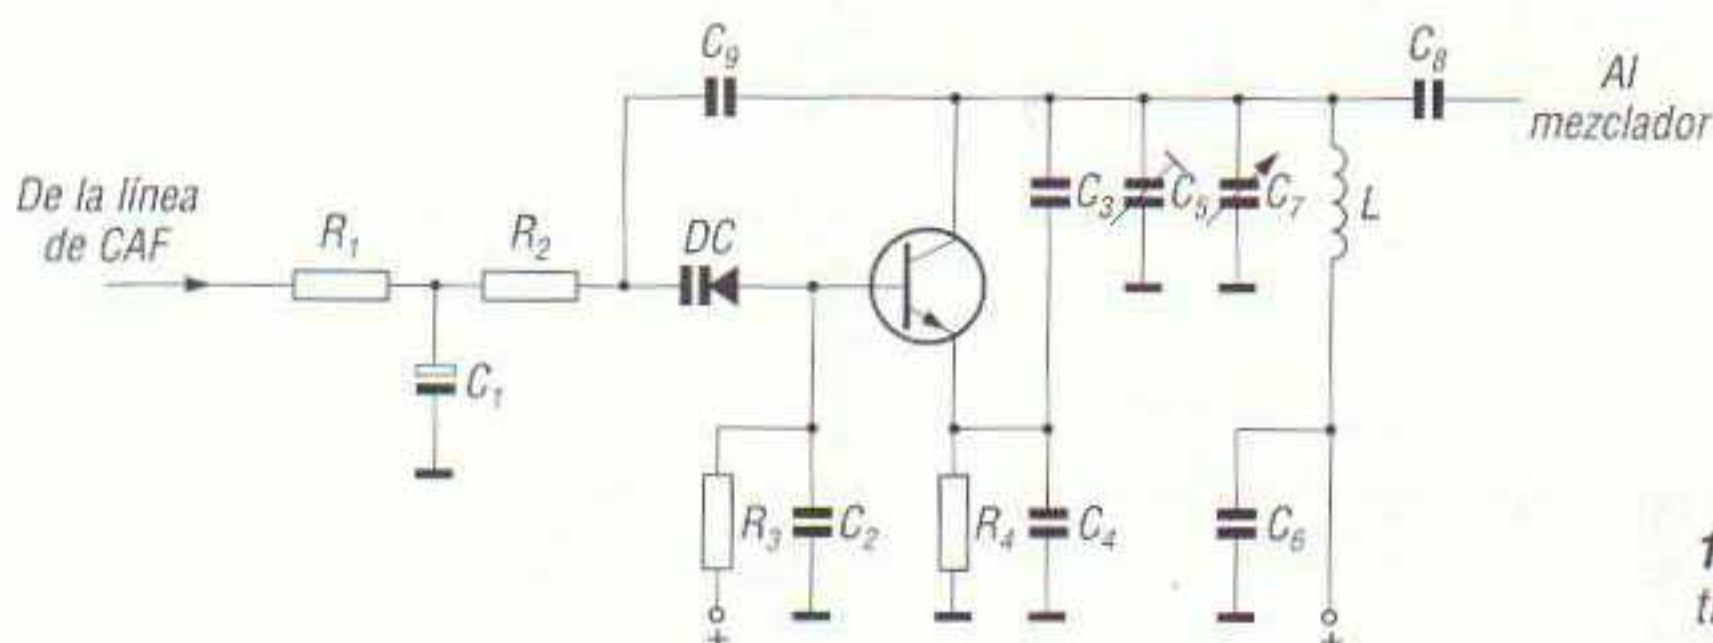 C₉
C₈
Al
mezclador
De la línea
de CAF
R₁
R₂
DC
C₃
C₅
C₇
L
C₁
R₃
C₂
R₄
C₄
C₆
+
+